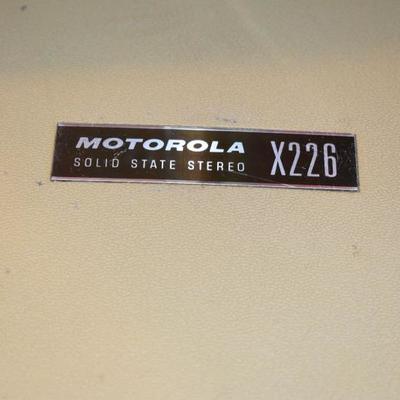 MOTOROLA
SOLID STATE STEREO X226